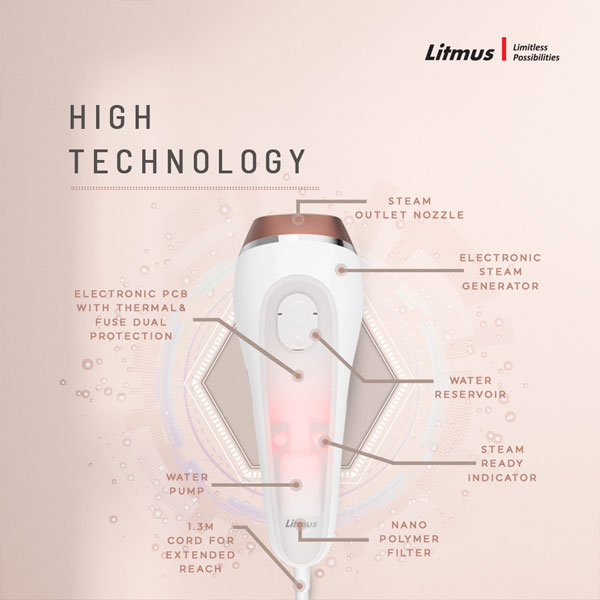 Litmus
Limitless
Possibilities
HIGH
TECHNOLOGY
STEAM
OUTLET NOZZLE
ELECTRONIC
STEAM
GENERATOR
ELECTRONIC PCB
WITH THERMAL&
FUSE DUAL
PROTECTION
WATER
RESERVOIR
STEAM
READY
INDICATOR
WATER
PUMP
Litmus
1.3M
CORD FOR
EXTENDED
REACH
NANO
POLYMER
FILTER